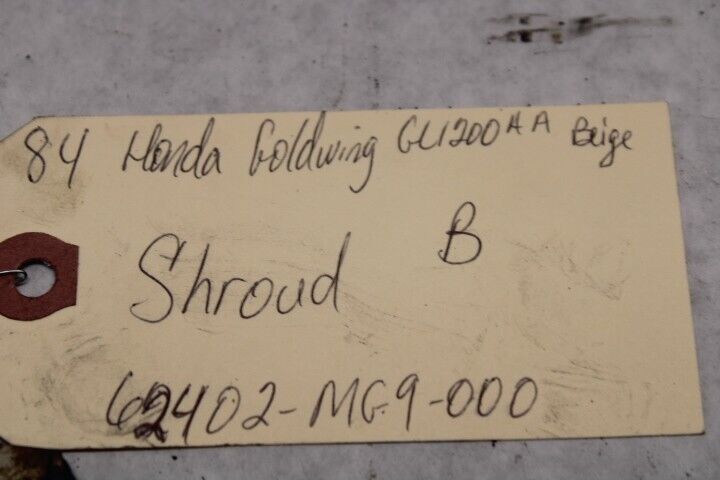 84 Honda Goldwing GL1200 A A Beige
Shroud B
62402-MG9-000